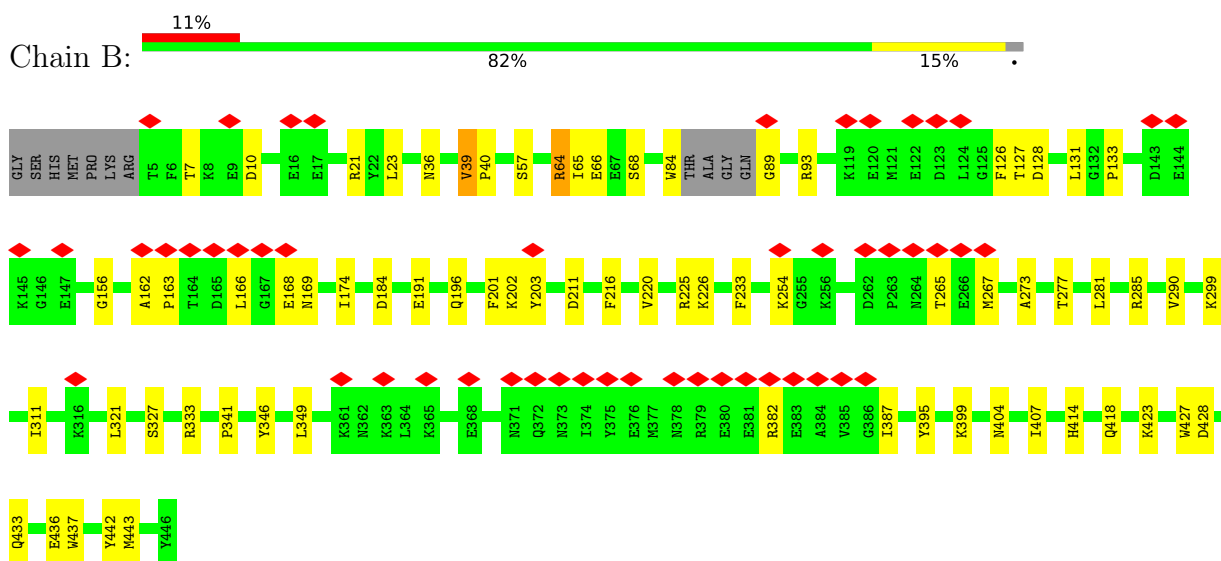 11%
Chain B:
82% 15% •
GLY SER HIS MET PRO LYS ARG T5 F6 T7 K8 E9 D10 E16 E17 R21 Y22 L23 N36 V39 P40 S57 R64 I65 E66 E67 S68 W84 THR ALA GLY GLN G89 R93 K119 E120 M121 E122 D123 L124 G125 F126 T127 D128 L131 G132 P133 D143 E144
K145 G146 E147 G156 A162 P163 T164 D165 L166 G167 E168 N169 I174 D184 E191 Q196 F201 K202 Y203 D211 F216 V220 R225 K226 F233 K254 G255 K256 D262 P263 N264 T265 E266 M267 A273 T277 L281 R285 V290 K299
I311 K316 L321 S327 R333 P341 Y346 L349 K361 N362 K363 L364 K365 E368 N371 Q372 N373 I374 Y375 E376 M377 N378 R379 E380 E381 R382 E383 A384 V385 G386 I387 Y395 K399 N404 I407 H414 Q418 K423 W427 D428
Q433 E436 W437 Y442 M443 Y446